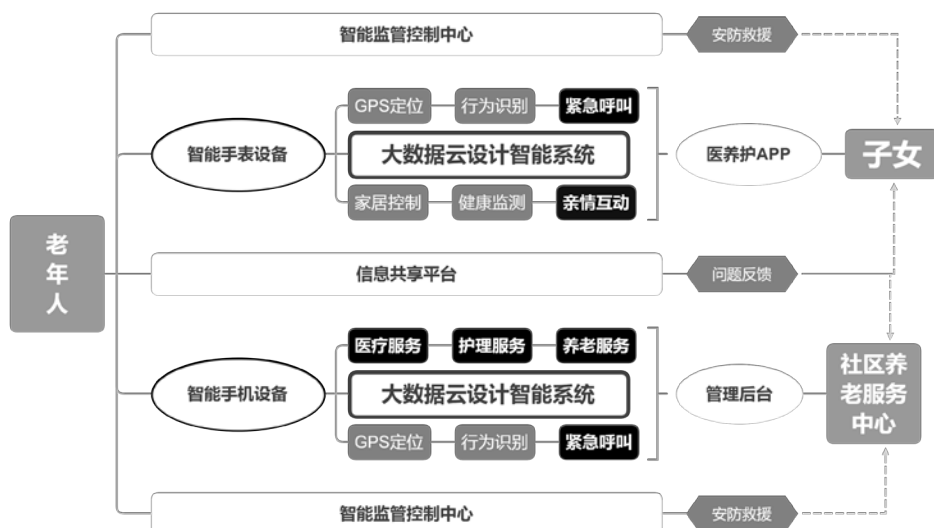 智能监管控制中心
安防救援
GPS定位
行为识别
紧急呼叫
智能手表设备
大数据云设计智能系统
医养护APP
子女
家居控制
健康监测
亲情互动
老
年
人
信息共享平台
问题反馈
医疗服务
护理服务
养老服务
智能手机设备
大数据云设计智能系统
管理后台
社区养
老服务
中心
GPS定位
行为识别
紧急呼叫
智能监管控制中心
安防救援